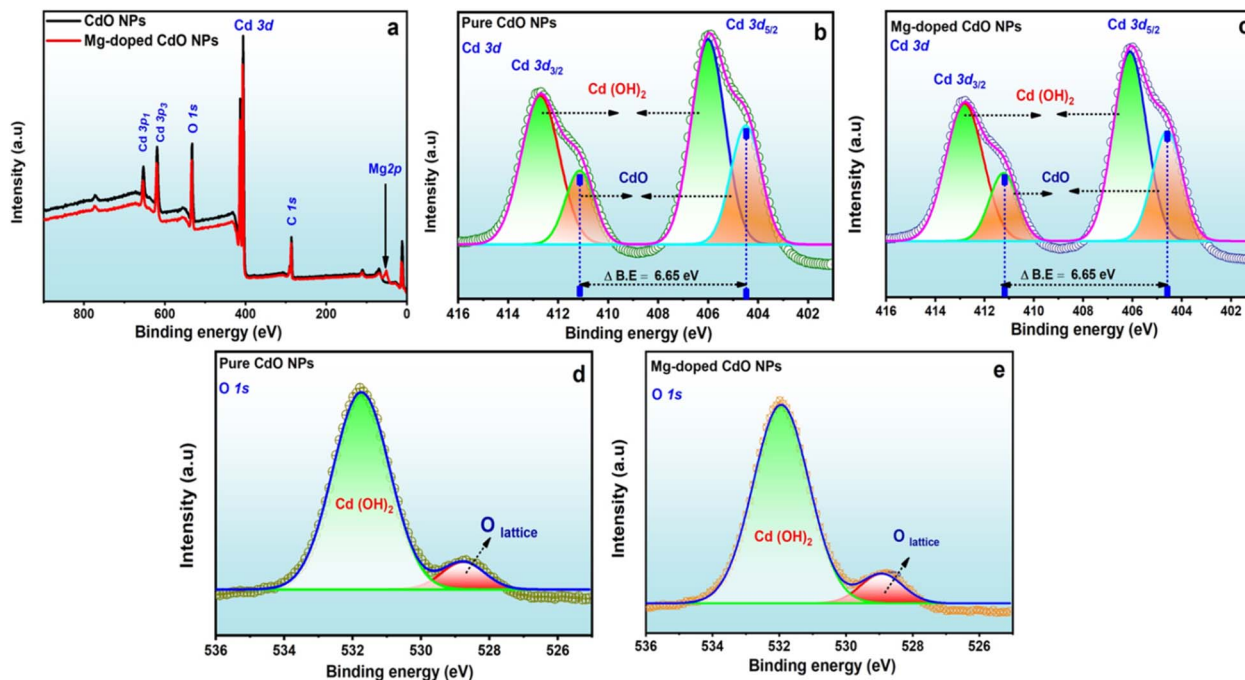 CdO NPs
Mg-doped CdO NPs
a
Cd 3d
Cd 3p1
Cd 3p3
O 1s
C 1s
Mg2p
Intensity (a.u)
800 600 400 200 0
Binding energy (eV)
Pure CdO NPs
b
Cd 3d
Cd 3d5/2
Cd 3d3/2
Cd (OH)2
CdO
Δ B.E = 6.65 eV
Intensity (a.u)
416 414 412 410 408 406 404 402
Binding energy (eV)
Mg-doped CdO NPs
c
Cd 3d
Cd 3d5/2
Cd 3d3/2
Cd (OH)2
CdO
Δ B.E = 6.65 eV
Intensity (a.u)
416 414 412 410 408 406 404 402
Binding energy (eV)
Pure CdO NPs
d
O 1s
Cd (OH)2
O lattice
Intensity (a.u)
536 534 532 530 528 526
Binding energy (eV)
Mg-doped CdO NPs
e
O 1s
Cd (OH)2
O lattice
Intensity (a.u)
536 534 532 530 528 526
Binding energy (eV)